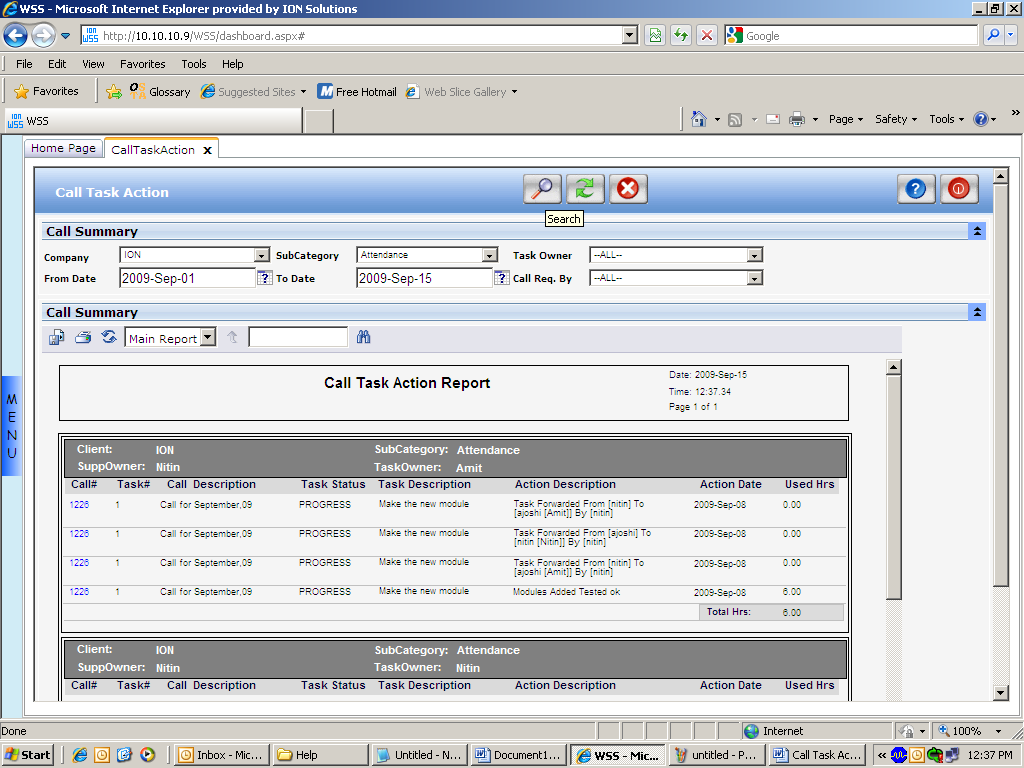 WSS - Microsoft Internet Explorer provided by ION Solutions
ION WSS http://10.10.10.9/WSS/dashboard.aspx# Google
File Edit View Favorites Tools Help
Favorites Glossary Suggested Sites Free Hotmail Web Slice Gallery
ION WSS WSS Page Safety Tools »
Home Page CallTaskAction x
Call Task Action
Search
Call Summary
Company ION SubCategory Attendance Task Owner --ALL--
From Date 2009-Sep-01 To Date 2009-Sep-15 Call Req. By --ALL--
Call Summary
Main Report
MENU
Call Task Action Report
Date: 2009-Sep-15
Time: 12:37.34
Page 1 of 1
Client: ION SubCategory: Attendance
SuppOwner: Nitin TaskOwner: Amit
Call# Task# Call Description Task Status Task Description Action Description Action Date Used Hrs
1226 1 Call for September,09 PROGRESS Make the new module Task Forwarded From [nitin] To 2009-Sep-08 0.00
[ajoshi [Amit]] By [nitin]
1226 1 Call for September,09 PROGRESS Make the new module Task Forwarded From [ajoshi] To 2009-Sep-08 0.00
[nitin [Nitin]] By [nitin]
1226 1 Call for September,09 PROGRESS Make the new module Task Forwarded From [nitin] To 2009-Sep-08 0.00
[ajoshi [Amit]] By [nitin]
1226 1 Call for September,09 PROGRESS Make the new module Modules Added Tested ok 2009-Sep-08 6.00
Total Hrs: 6.00
Client: ION SubCategory: Attendance
SuppOwner: Nitin TaskOwner: Nitin
Call# Task# Call Description Task Status Task Description Action Description Action Date Used Hrs
Done Internet 100%
Start Inbox - Mic... Help Untitled - N... Document1... WSS - Mic... untitled - P... Call Task Ac... « 12:37 PM